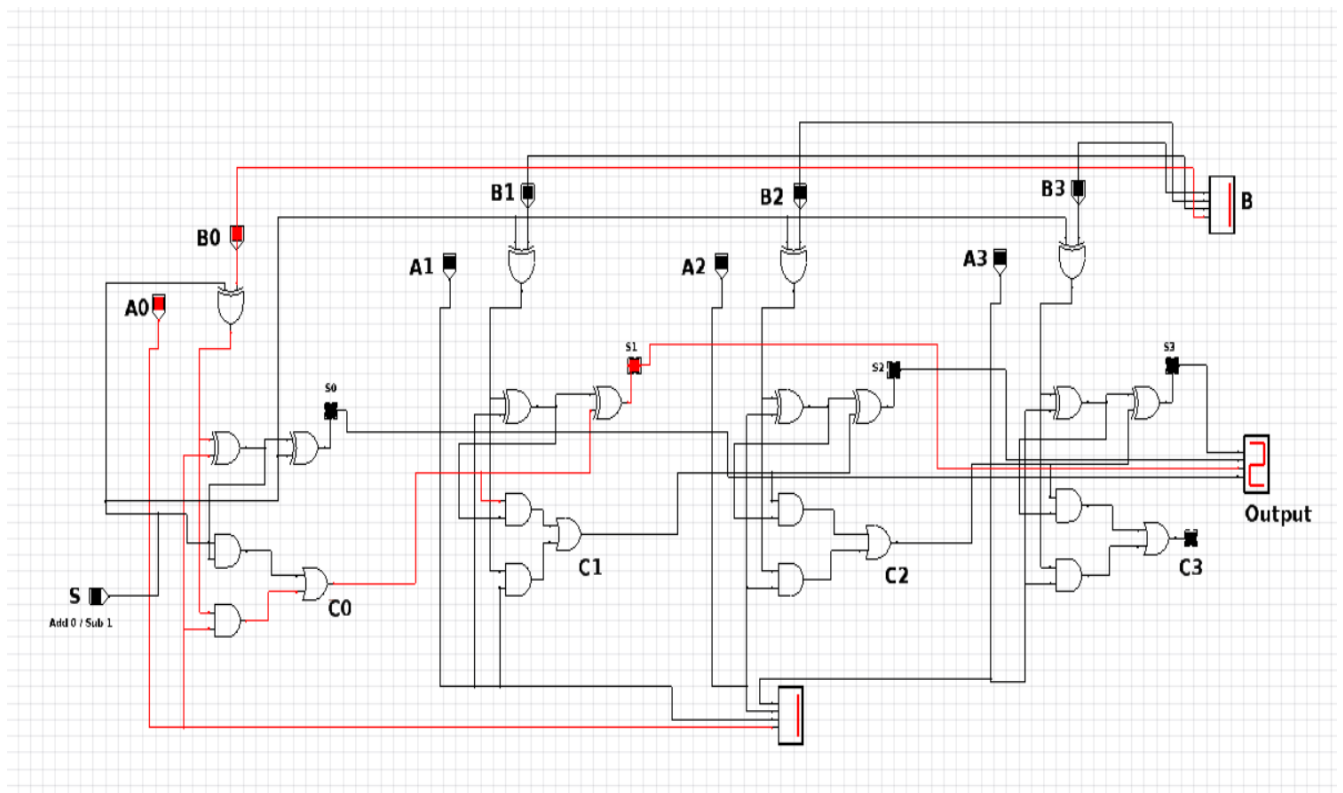 B1
B2
B3
B
B0
A1
A2
A3
A0
S1
S2
S3
S0
Output
C1
C2
C3
S
C0
Add 0 / Sub 1